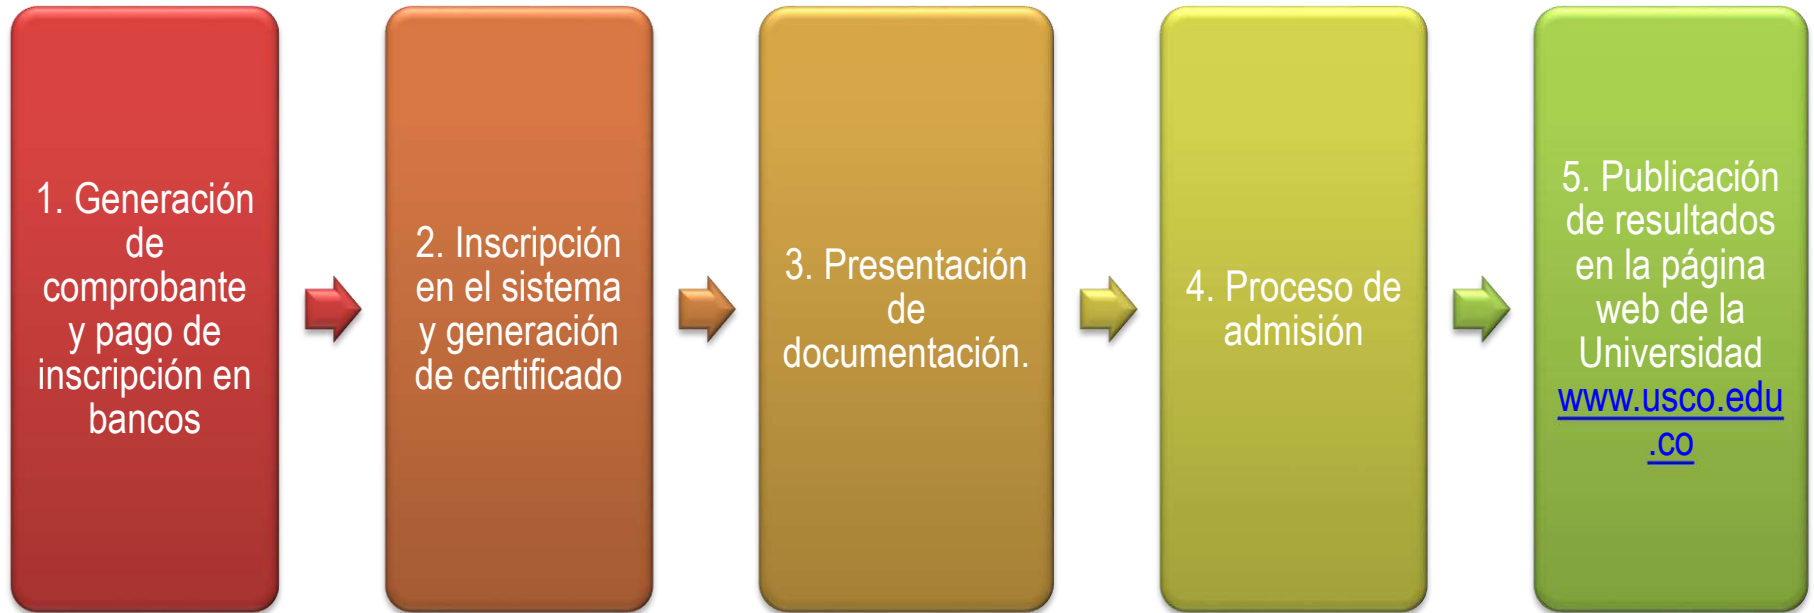 1. Generación
de
comprobante
y pago de
inscripción en
bancos
2. Inscripción
en el sistema
y generación
de certificado
3. Presentación
de
documentación.
4. Proceso de
admisión
5. Publicación
de resultados
en la página
web de la
Universidad
www.usco.edu
.co